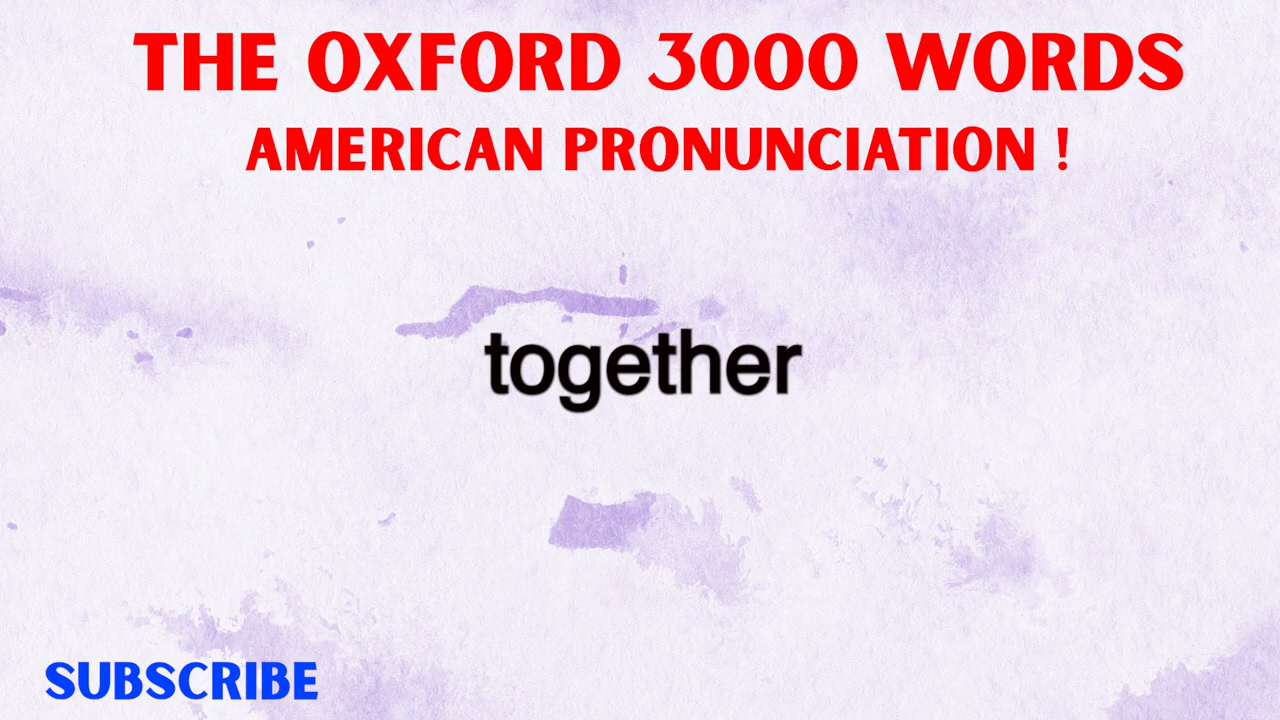 THE OXFORD 3000 WORDS
AMERICAN PRONUNCIATION !
together
SUBSCRIBE